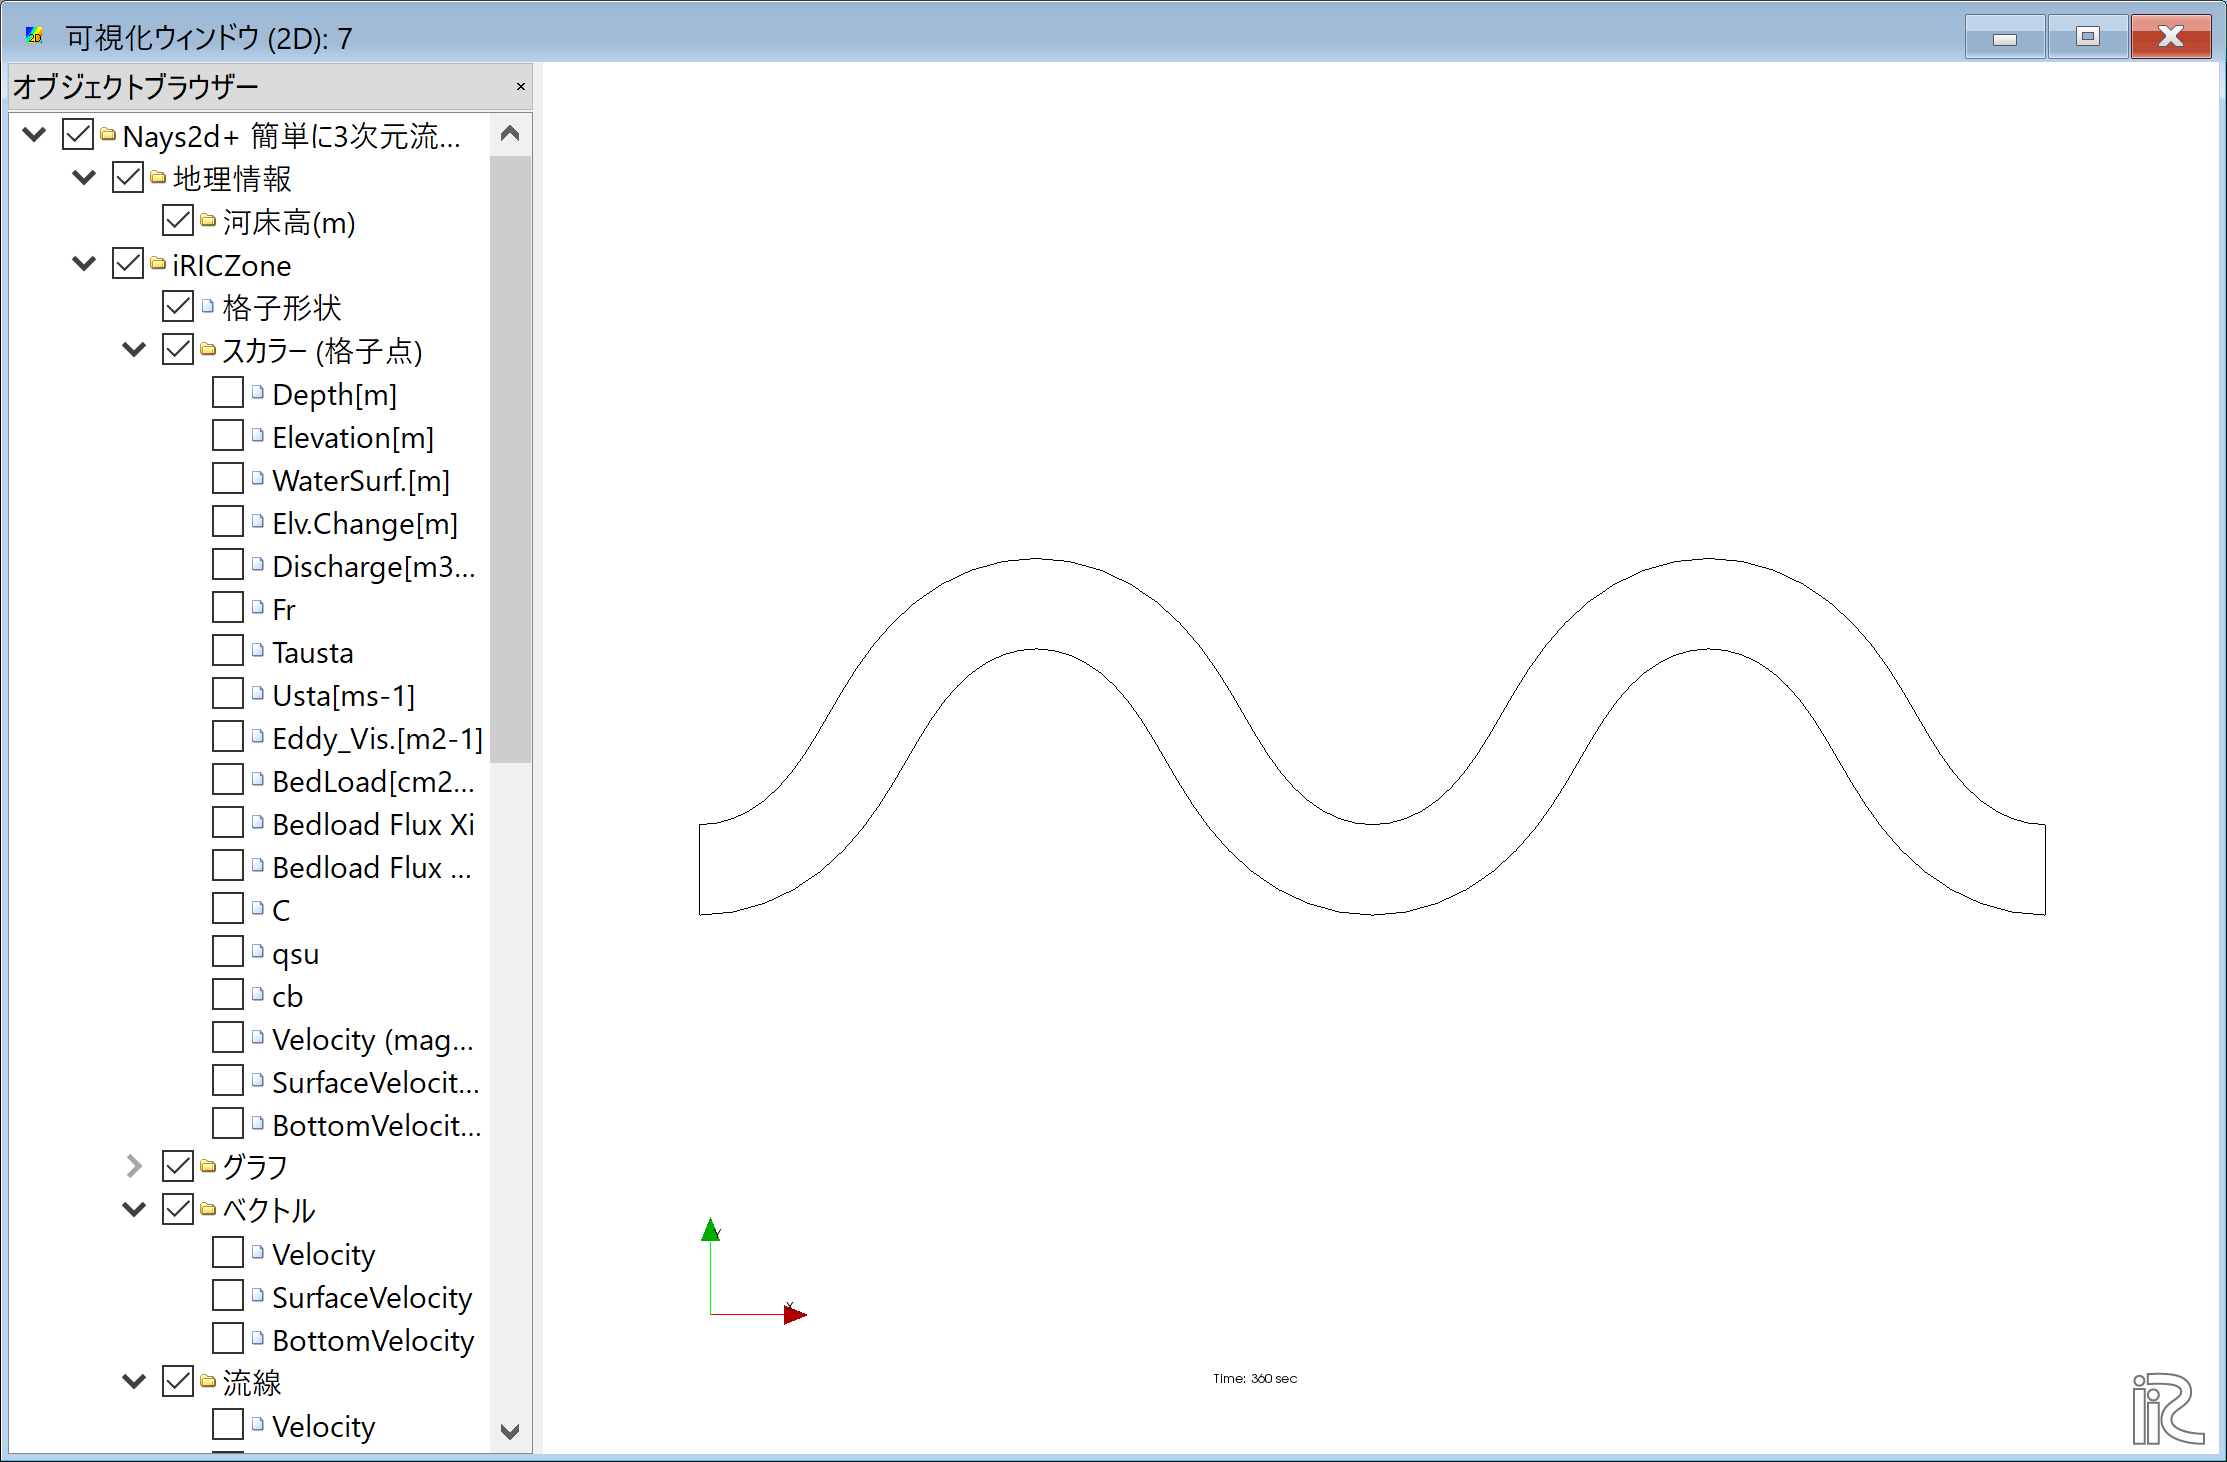 可視化ウィンドウ (2D): 7
オブジェクトブラウザー
Nays2d+ 簡単に3次元流...
地理情報
河床高(m)
iRICZone
格子形状
スカラー (格子点)
Depth[m]
Elevation[m]
WaterSurf.[m]
Elv.Change[m]
Discharge[m3...
Fr
Tausta
Usta[ms-1]
Eddy_Vis.[m2-1]
BedLoad[cm2...
Bedload Flux Xi
Bedload Flux ...
C
qsu
cb
Velocity (mag...
SurfaceVelocit...
BottomVelocit...
グラフ
ベクトル
Velocity
SurfaceVelocity
BottomVelocity
流線
Velocity
Y
X
Time: 360 sec
iRiC